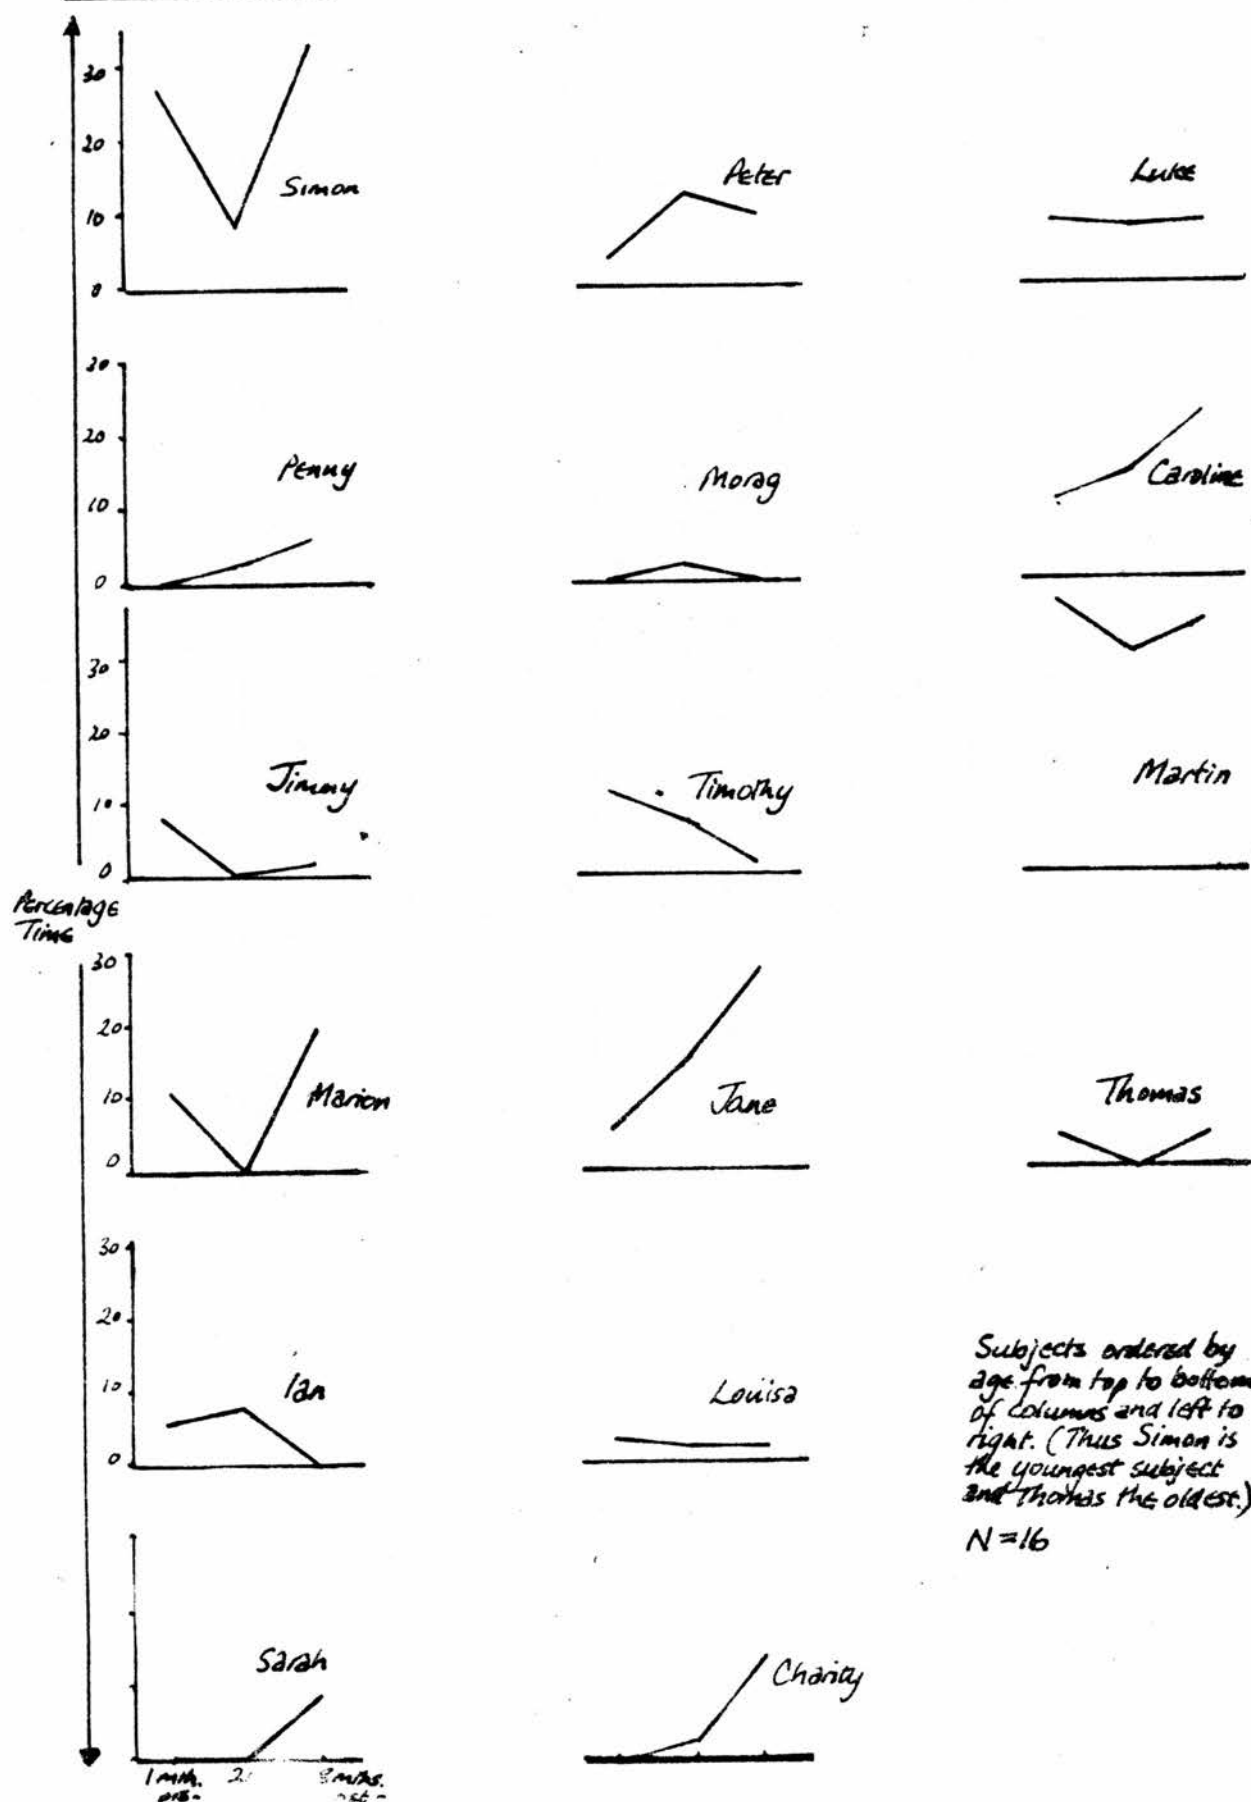 30
20
10
0
Simon
Peter
Luke
30
20
10
0
Penny
Morag
Caroline
30
20
10
0
Jimmy
Timothy
Martin
Percentage
Time
30
20
10
0
Marion
Jane
Thomas
30
20
10
0
Ian
Louisa
Subjects ordered by
age from top to bottom
of columns and left to
right. (Thus Simon is
the youngest subject
and Thomas the oldest.)
N=16
Sarah
Charity
1 mth. 2 8 mths.